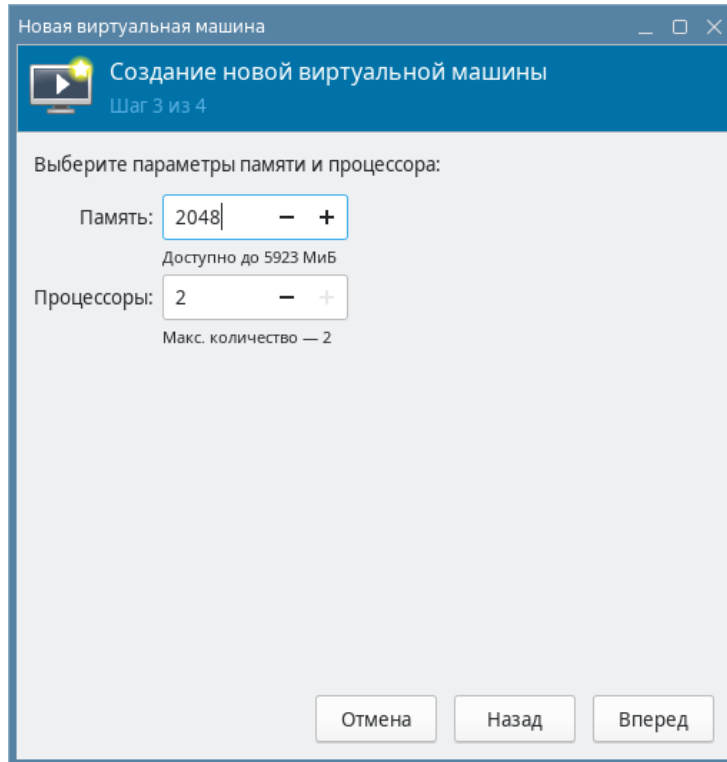 Новая виртуальная машина
Создание новой виртуальной машины
Шаг 3 из 4
Выберите параметры памяти и процессора:
Память: 2048
Доступно до 5923 МиБ
Процессоры: 2
Макс. количество — 2
Отмена Назад Вперед